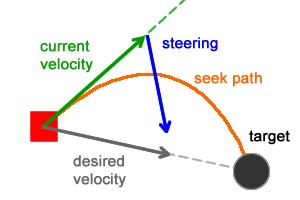 current
velocity
steering
seek path
target
desired
velocity